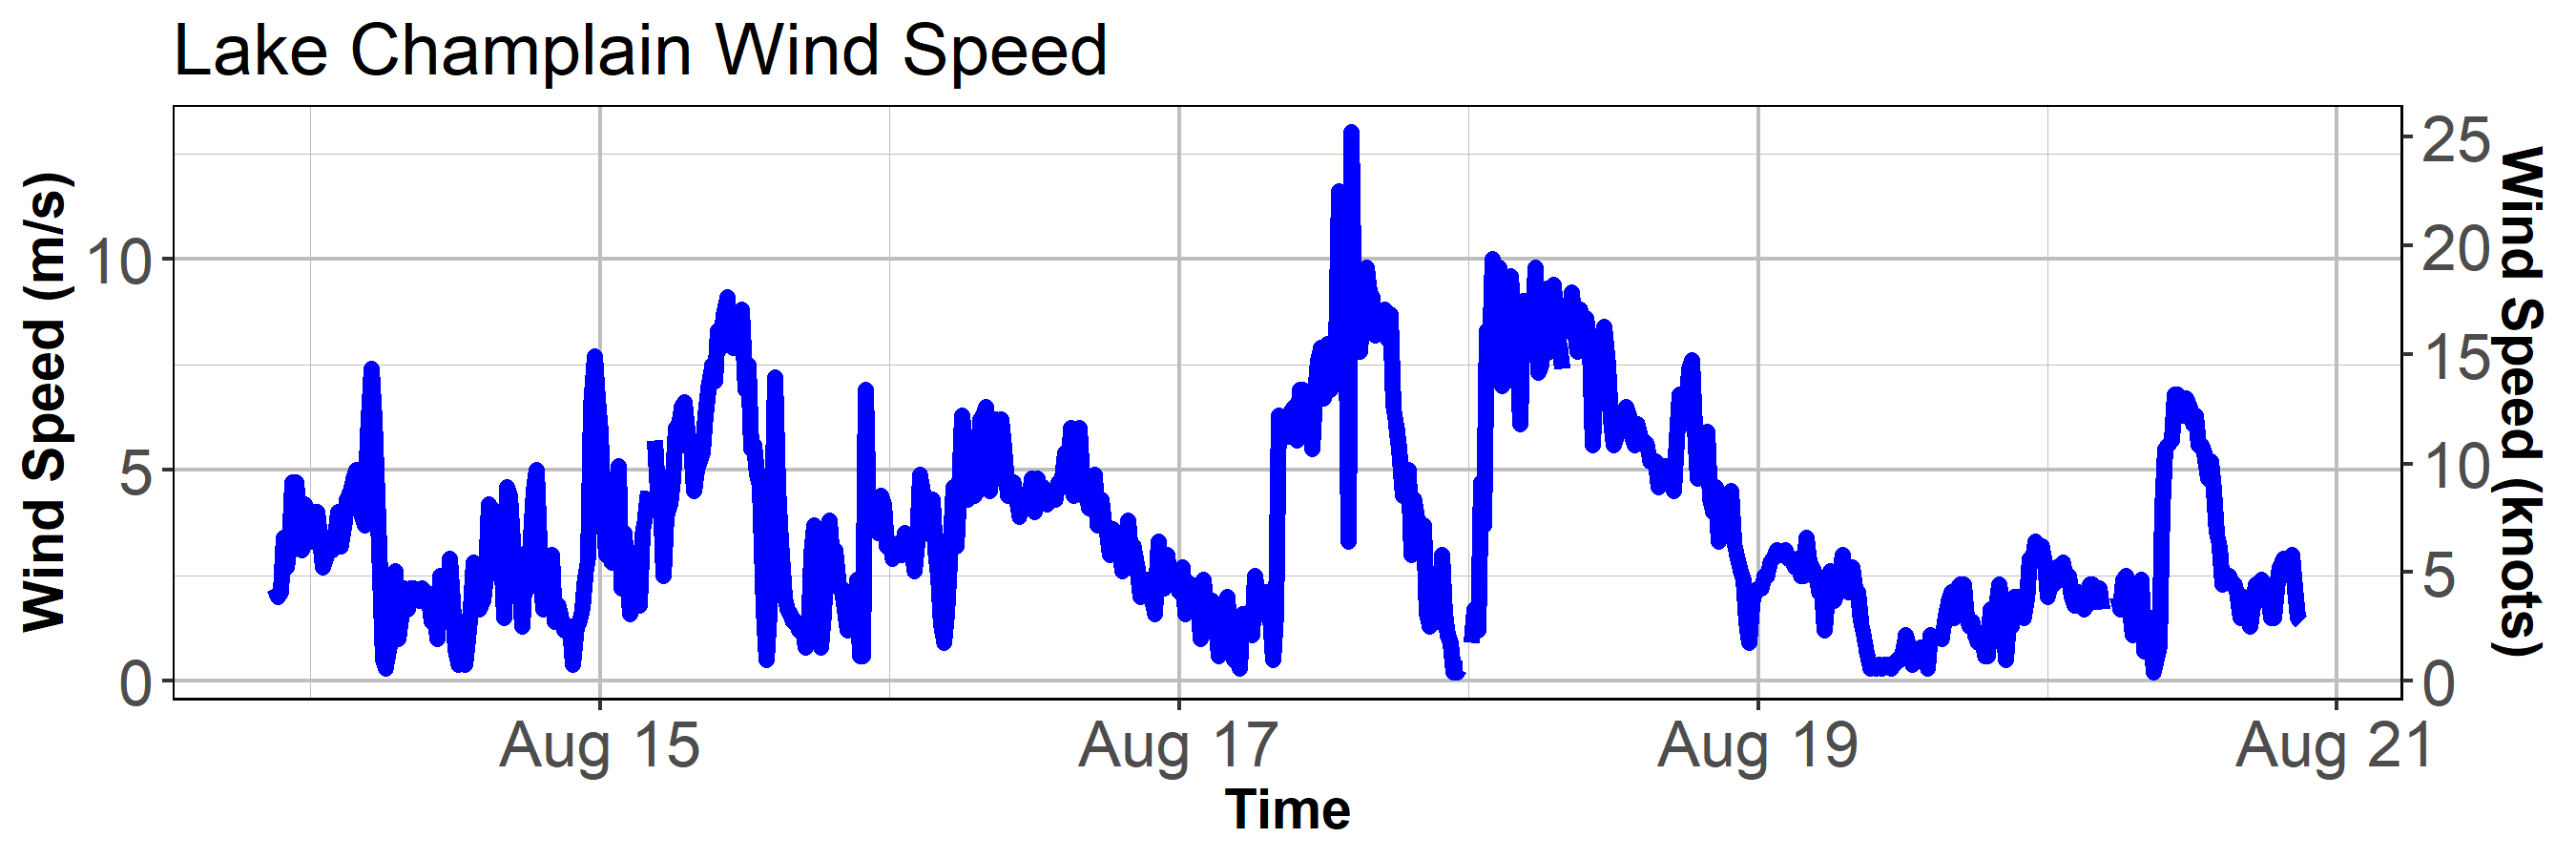 Lake Champlain Wind Speed
Wind Speed (m/s)
10
5
0
25
20
15
10
5
0
Wind Speed (knots)
Aug 15
Aug 17
Aug 19
Aug 21
Time